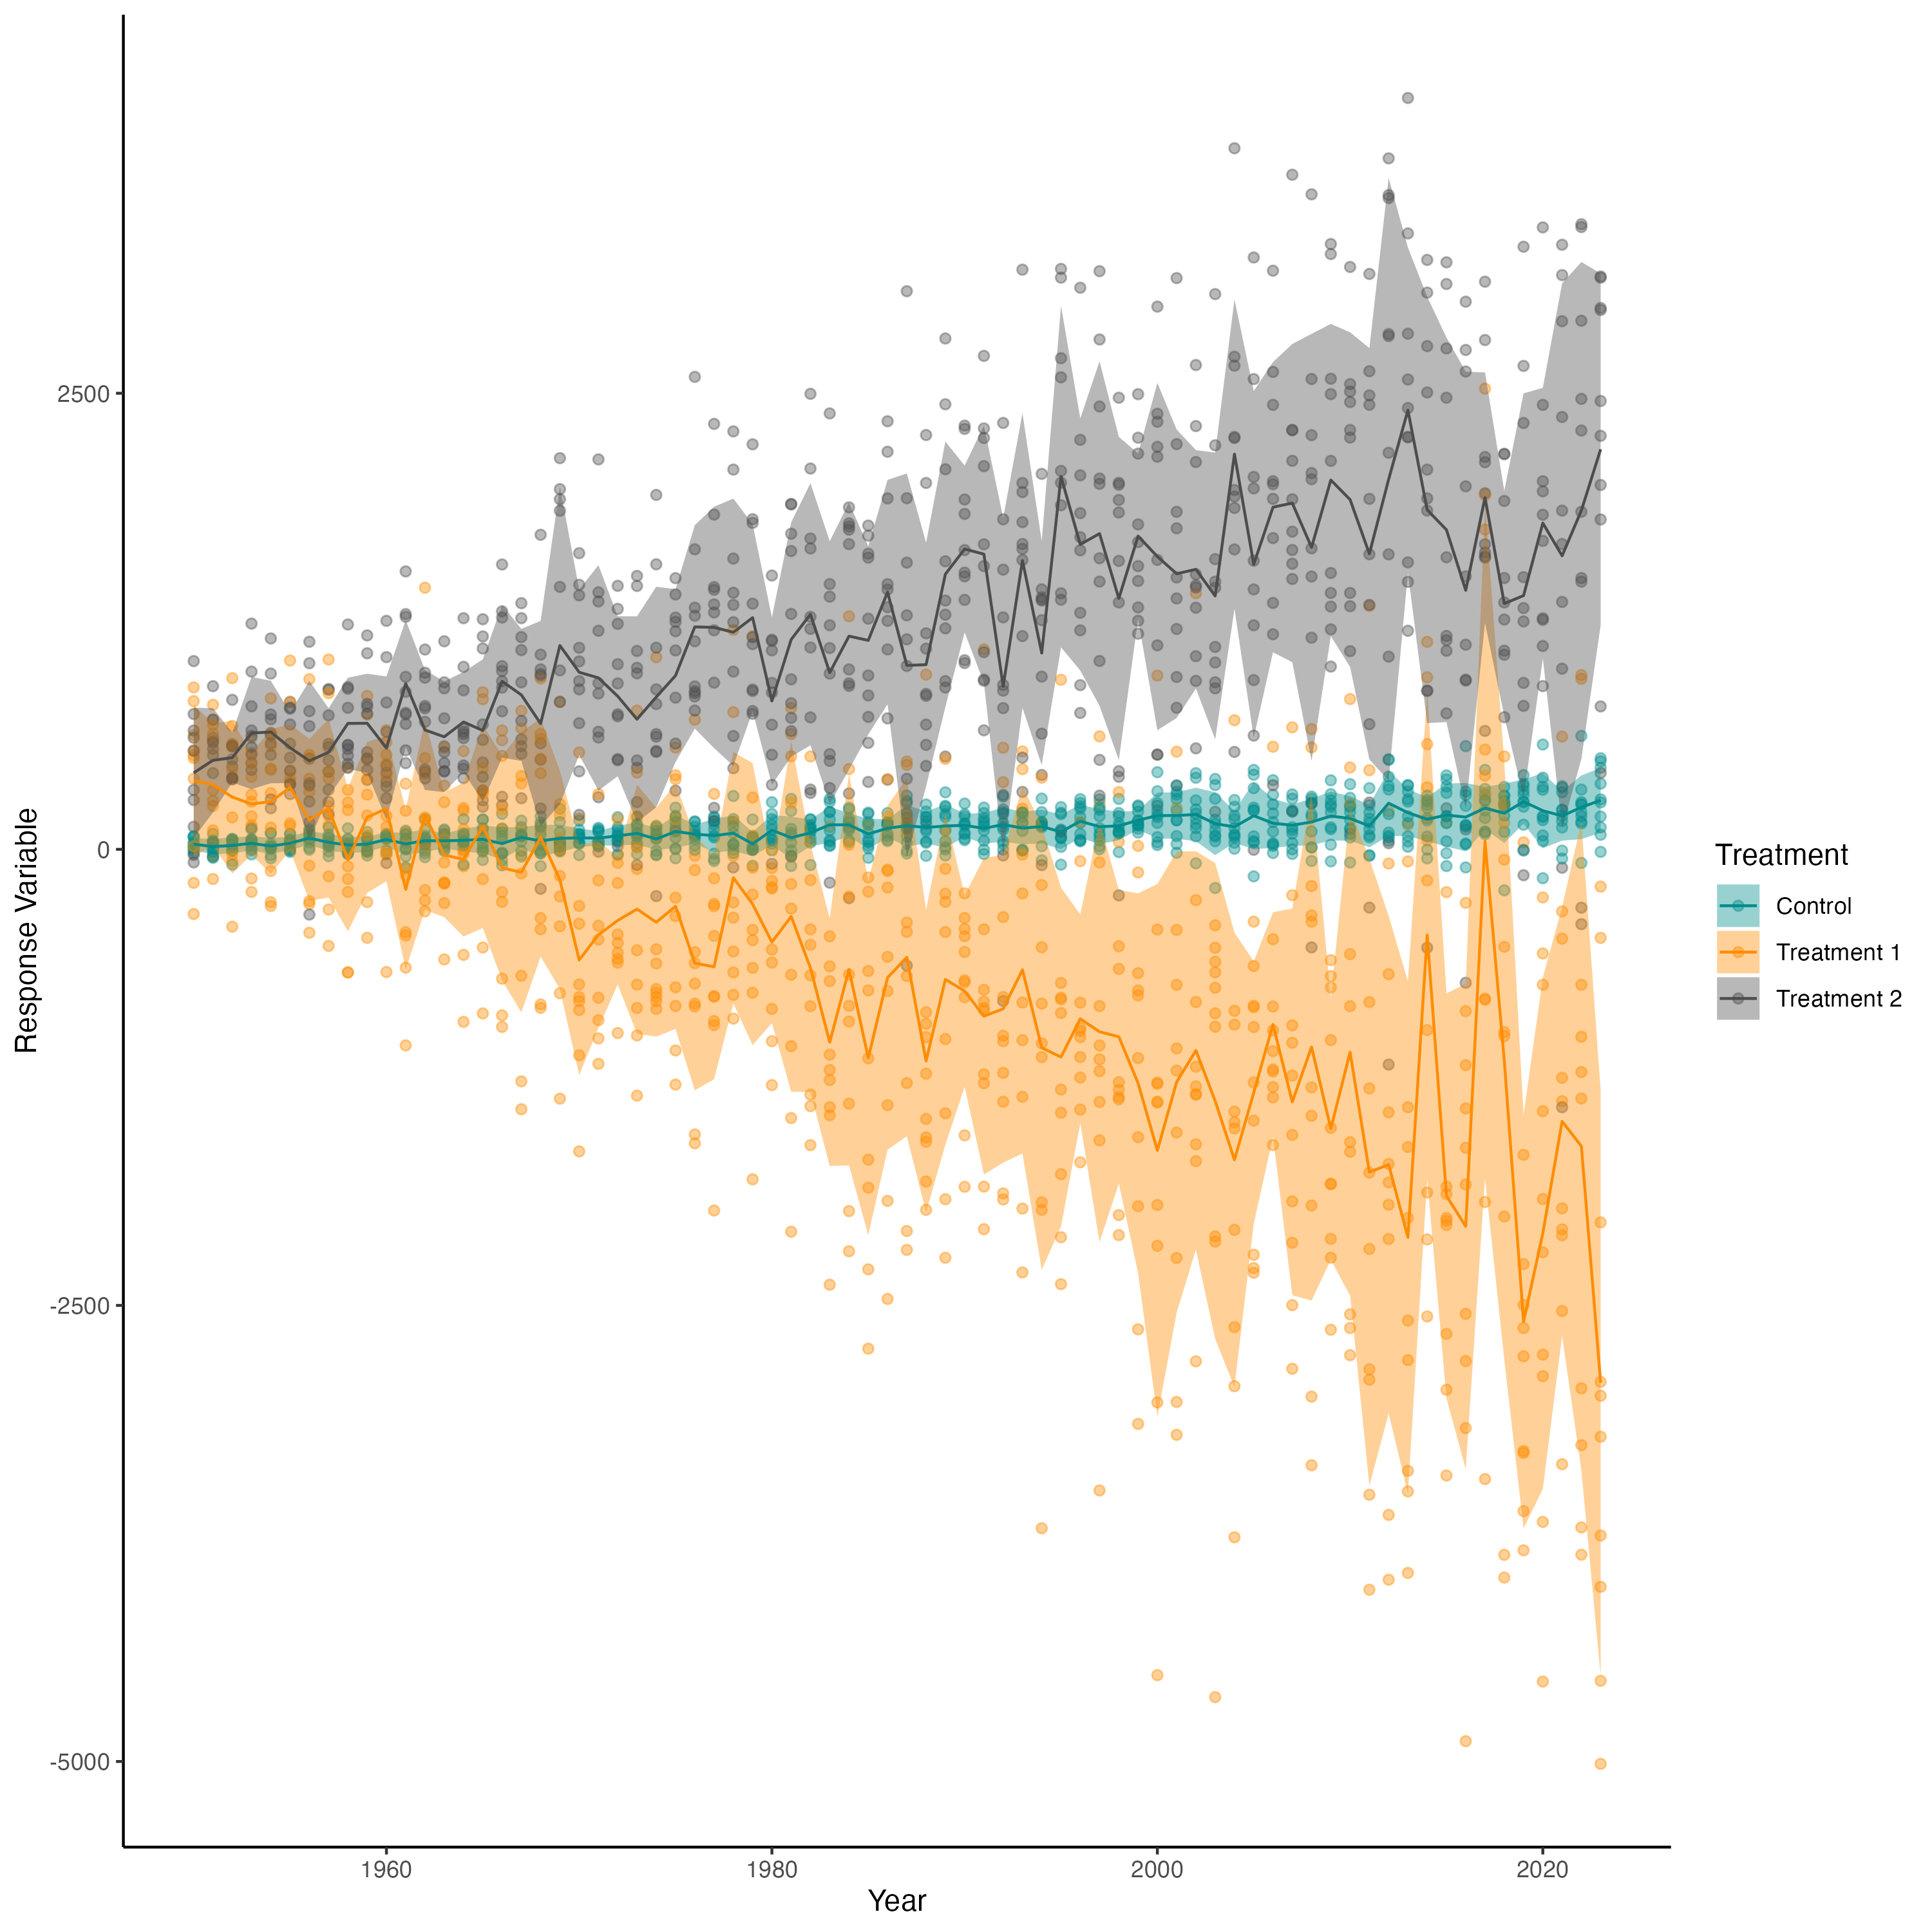 2500
0
-2500
-5000
Response Variable
1960
1980
2000
2020
Year
Treatment
Control
Treatment 1
Treatment 2